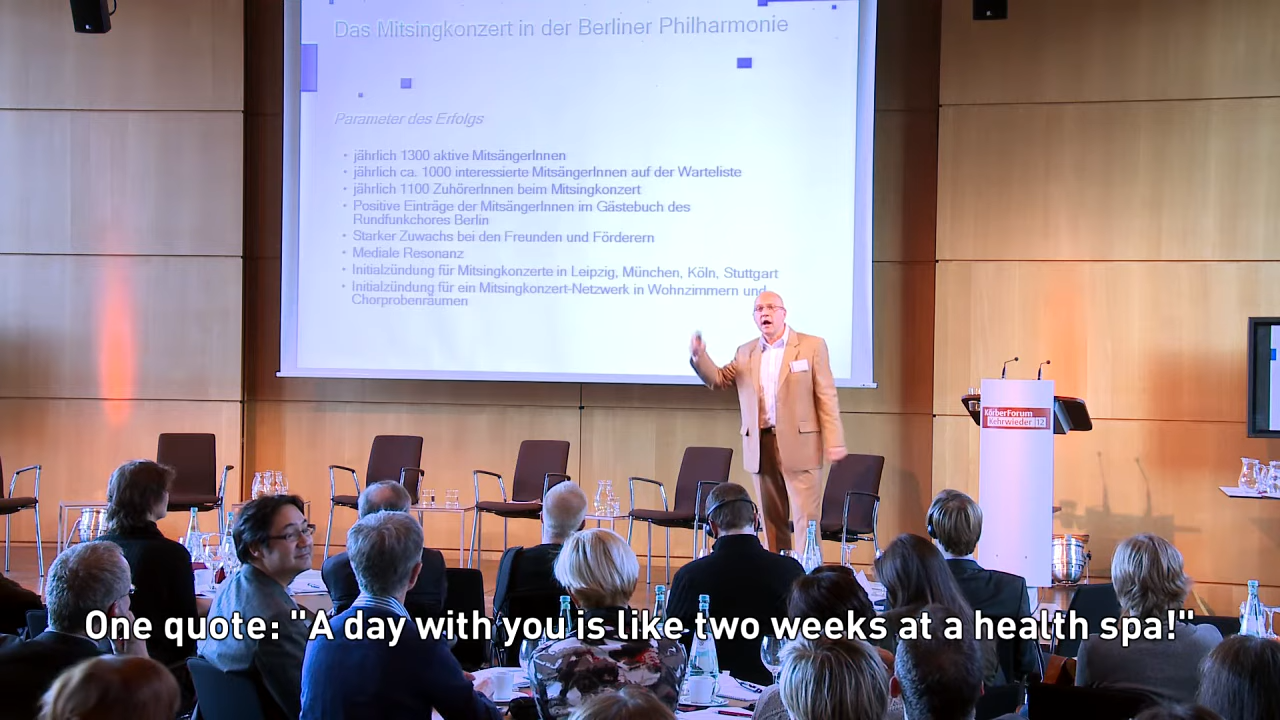 Das Mitsingkonzert in der Berliner Philharmonie
Parameter des Erfolgs
• jährlich 1300 aktive MitsängerInnen
• jährlich ca. 1000 interessierte MitsängerInnen auf der Warteliste
• jährlich 1100 ZuhörerInnen beim Mitsingkonzert
• Positive Einträge der MitsängerInnen im Gästebuch des
Rundfunkchores Berlin
• Starker Zuwachs bei den Freunden und Förderern
• Mediale Resonanz
• Initialzündung für Mitsingkonzerte in Leipzig, München, Köln, Stuttgart
• Initialzündung für ein Mitsingkonzert-Netzwerk in Wohnzimmern und
Chorprobenräumen
KörberForum
Kehrwieder |12
One quote: "A day with you is like two weeks at a health spa!"